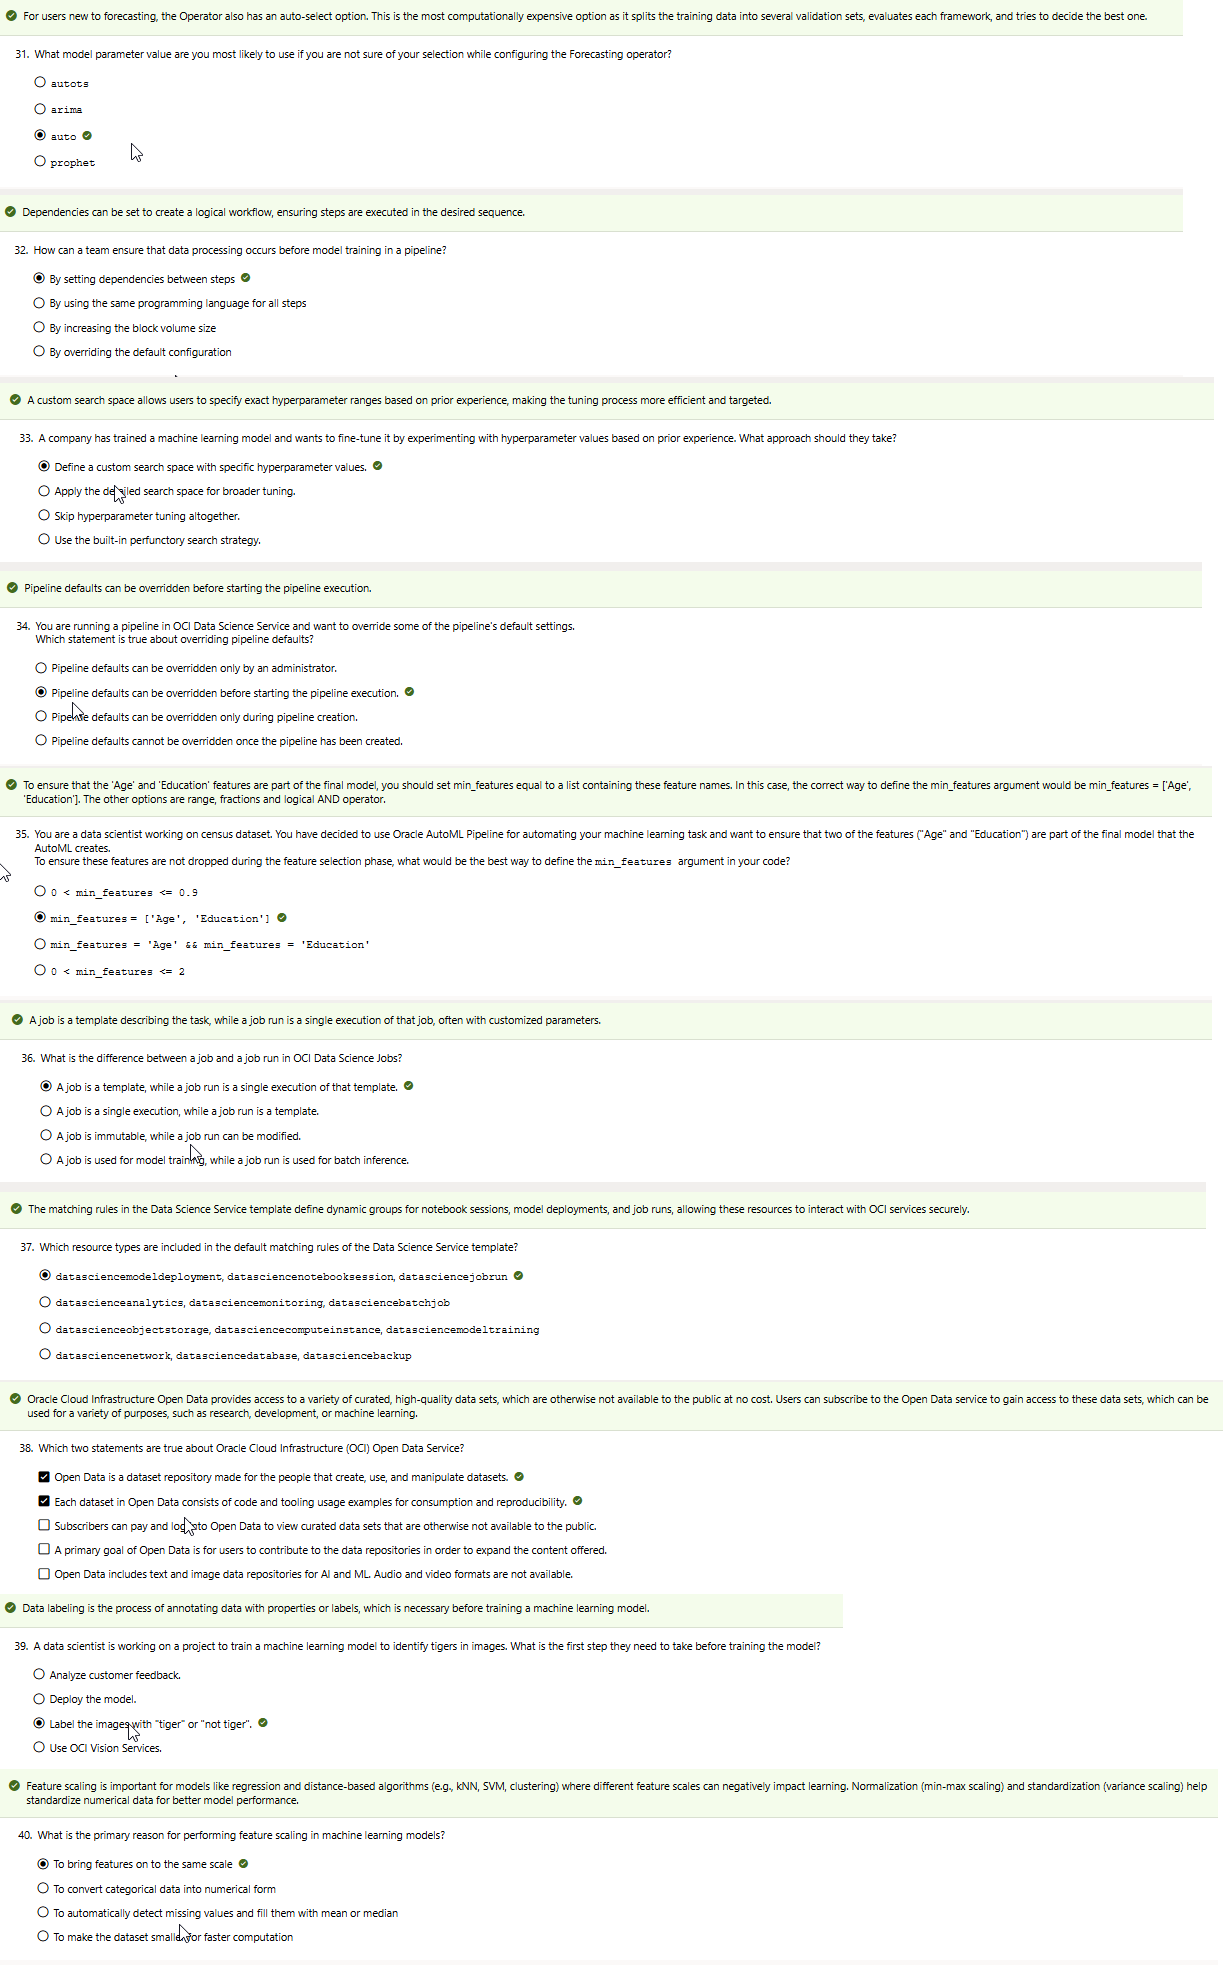 For users new to forecasting, the Operator also has an auto-select option. This is the most computationally expensive option as it splits the training data into several validation sets, evaluates each framework, and tries to decide the best one.
31. What model parameter value are you most likely to use if you are not sure of your selection while configuring the Forecasting operator?
autots
arima
auto
prophet
Dependencies can be set to create a logical workflow, ensuring steps are executed in the desired sequence.
32. How can a team ensure that data processing occurs before model training in a pipeline?
By setting dependencies between steps
By using the same programming language for all steps
By increasing the block volume size
By overriding the default configuration
A custom search space allows users to specify exact hyperparameter ranges based on prior experience, making the tuning process more efficient and targeted.
33. A company has trained a machine learning model and wants to fine-tune it by experimenting with hyperparameter values based on prior experience. What approach should they take?
Define a custom search space with specific hyperparameter values.
Apply the detailed search space for broader tuning.
Skip hyperparameter tuning altogether.
Use the built-in perfunctory search strategy.
Pipeline defaults can be overridden before starting the pipeline execution.
34. You are running a pipeline in OCI Data Science Service and want to override some of the pipeline's default settings.
Which statement is true about overriding pipeline defaults?
Pipeline defaults can be overridden only by an administrator.
Pipeline defaults can be overridden before starting the pipeline execution.
Pipeline defaults can be overridden only during pipeline creation.
Pipeline defaults cannot be overridden once the pipeline has been created.
To ensure that the 'Age' and 'Education' features are part of the final model, you should set min_features equal to a list containing these feature names. In this case, the correct way to define the min_features argument would be min_features = ['Age',
'Education']. The other options are range, fractions and logical AND operator.
35. You are a data scientist working on census dataset. You have decided to use Oracle AutoML Pipeline for automating your machine learning task and want to ensure that two of the features ("Age" and "Education") are part of the final model that the
AutoML creates.
To ensure these features are not dropped during the feature selection phase, what would be the best way to define the min_features argument in your code?
0 < min_features <= 0.9
min_features = ['Age', 'Education']
min_features = 'Age' && min_features = 'Education'
0 < min_features <= 2
A job is a template describing the task, while a job run is a single execution of that job, often with customized parameters.
36. What is the difference between a job and a job run in OCI Data Science Jobs?
A job is a template, while a job run is a single execution of that template.
A job is a single execution, while a job run is a template.
A job is immutable, while a job run can be modified.
A job is used for model training, while a job run is used for batch inference.
The matching rules in the Data Science Service template define dynamic groups for notebook sessions, model deployments, and job runs, allowing these resources to interact with OCI services securely.
37. Which resource types are included in the default matching rules of the Data Science Service template?
datasciencemodeldeployment, datasciencenotebooksession, datasciencejobrun
datascienceanalytics, datasciencemonitoring, datasciencebatchjob
datascienceobjectstorage, datasciencecomputeinstance, datasciencemodeltraining
datasciencenetwork, datasciencedatabase, datasciencebackup
Oracle Cloud Infrastructure Open Data provides access to a variety of curated, high-quality data sets, which are otherwise not available to the public at no cost. Users can subscribe to the Open Data service to gain access to these data sets, which can be
used for a variety of purposes, such as research, development, or machine learning.
38. Which two statements are true about Oracle Cloud Infrastructure (OCI) Open Data Service?
Open Data is a dataset repository made for the people that create, use, and manipulate datasets.
Each dataset in Open Data consists of code and tooling usage examples for consumption and reproducibility.
Subscribers can pay and log into Open Data to view curated data sets that are otherwise not available to the public.
A primary goal of Open Data is for users to contribute to the data repositories in order to expand the content offered.
Open Data includes text and image data repositories for AI and ML. Audio and video formats are not available.
Data labeling is the process of annotating data with properties or labels, which is necessary before training a machine learning model.
39. A data scientist is working on a project to train a machine learning model to identify tigers in images. What is the first step they need to take before training the model?
Analyze customer feedback.
Deploy the model.
Label the images with "tiger" or "not tiger".
Use OCI Vision Services.
Feature scaling is important for models like regression and distance-based algorithms (e.g., kNN, SVM, clustering) where different feature scales can negatively impact learning. Normalization (min-max scaling) and standardization (variance scaling) help
standardize numerical data for better model performance.
40. What is the primary reason for performing feature scaling in machine learning models?
To bring features on to the same scale
To convert categorical data into numerical form
To automatically detect missing values and fill them with mean or median
To make the dataset smaller for faster computation